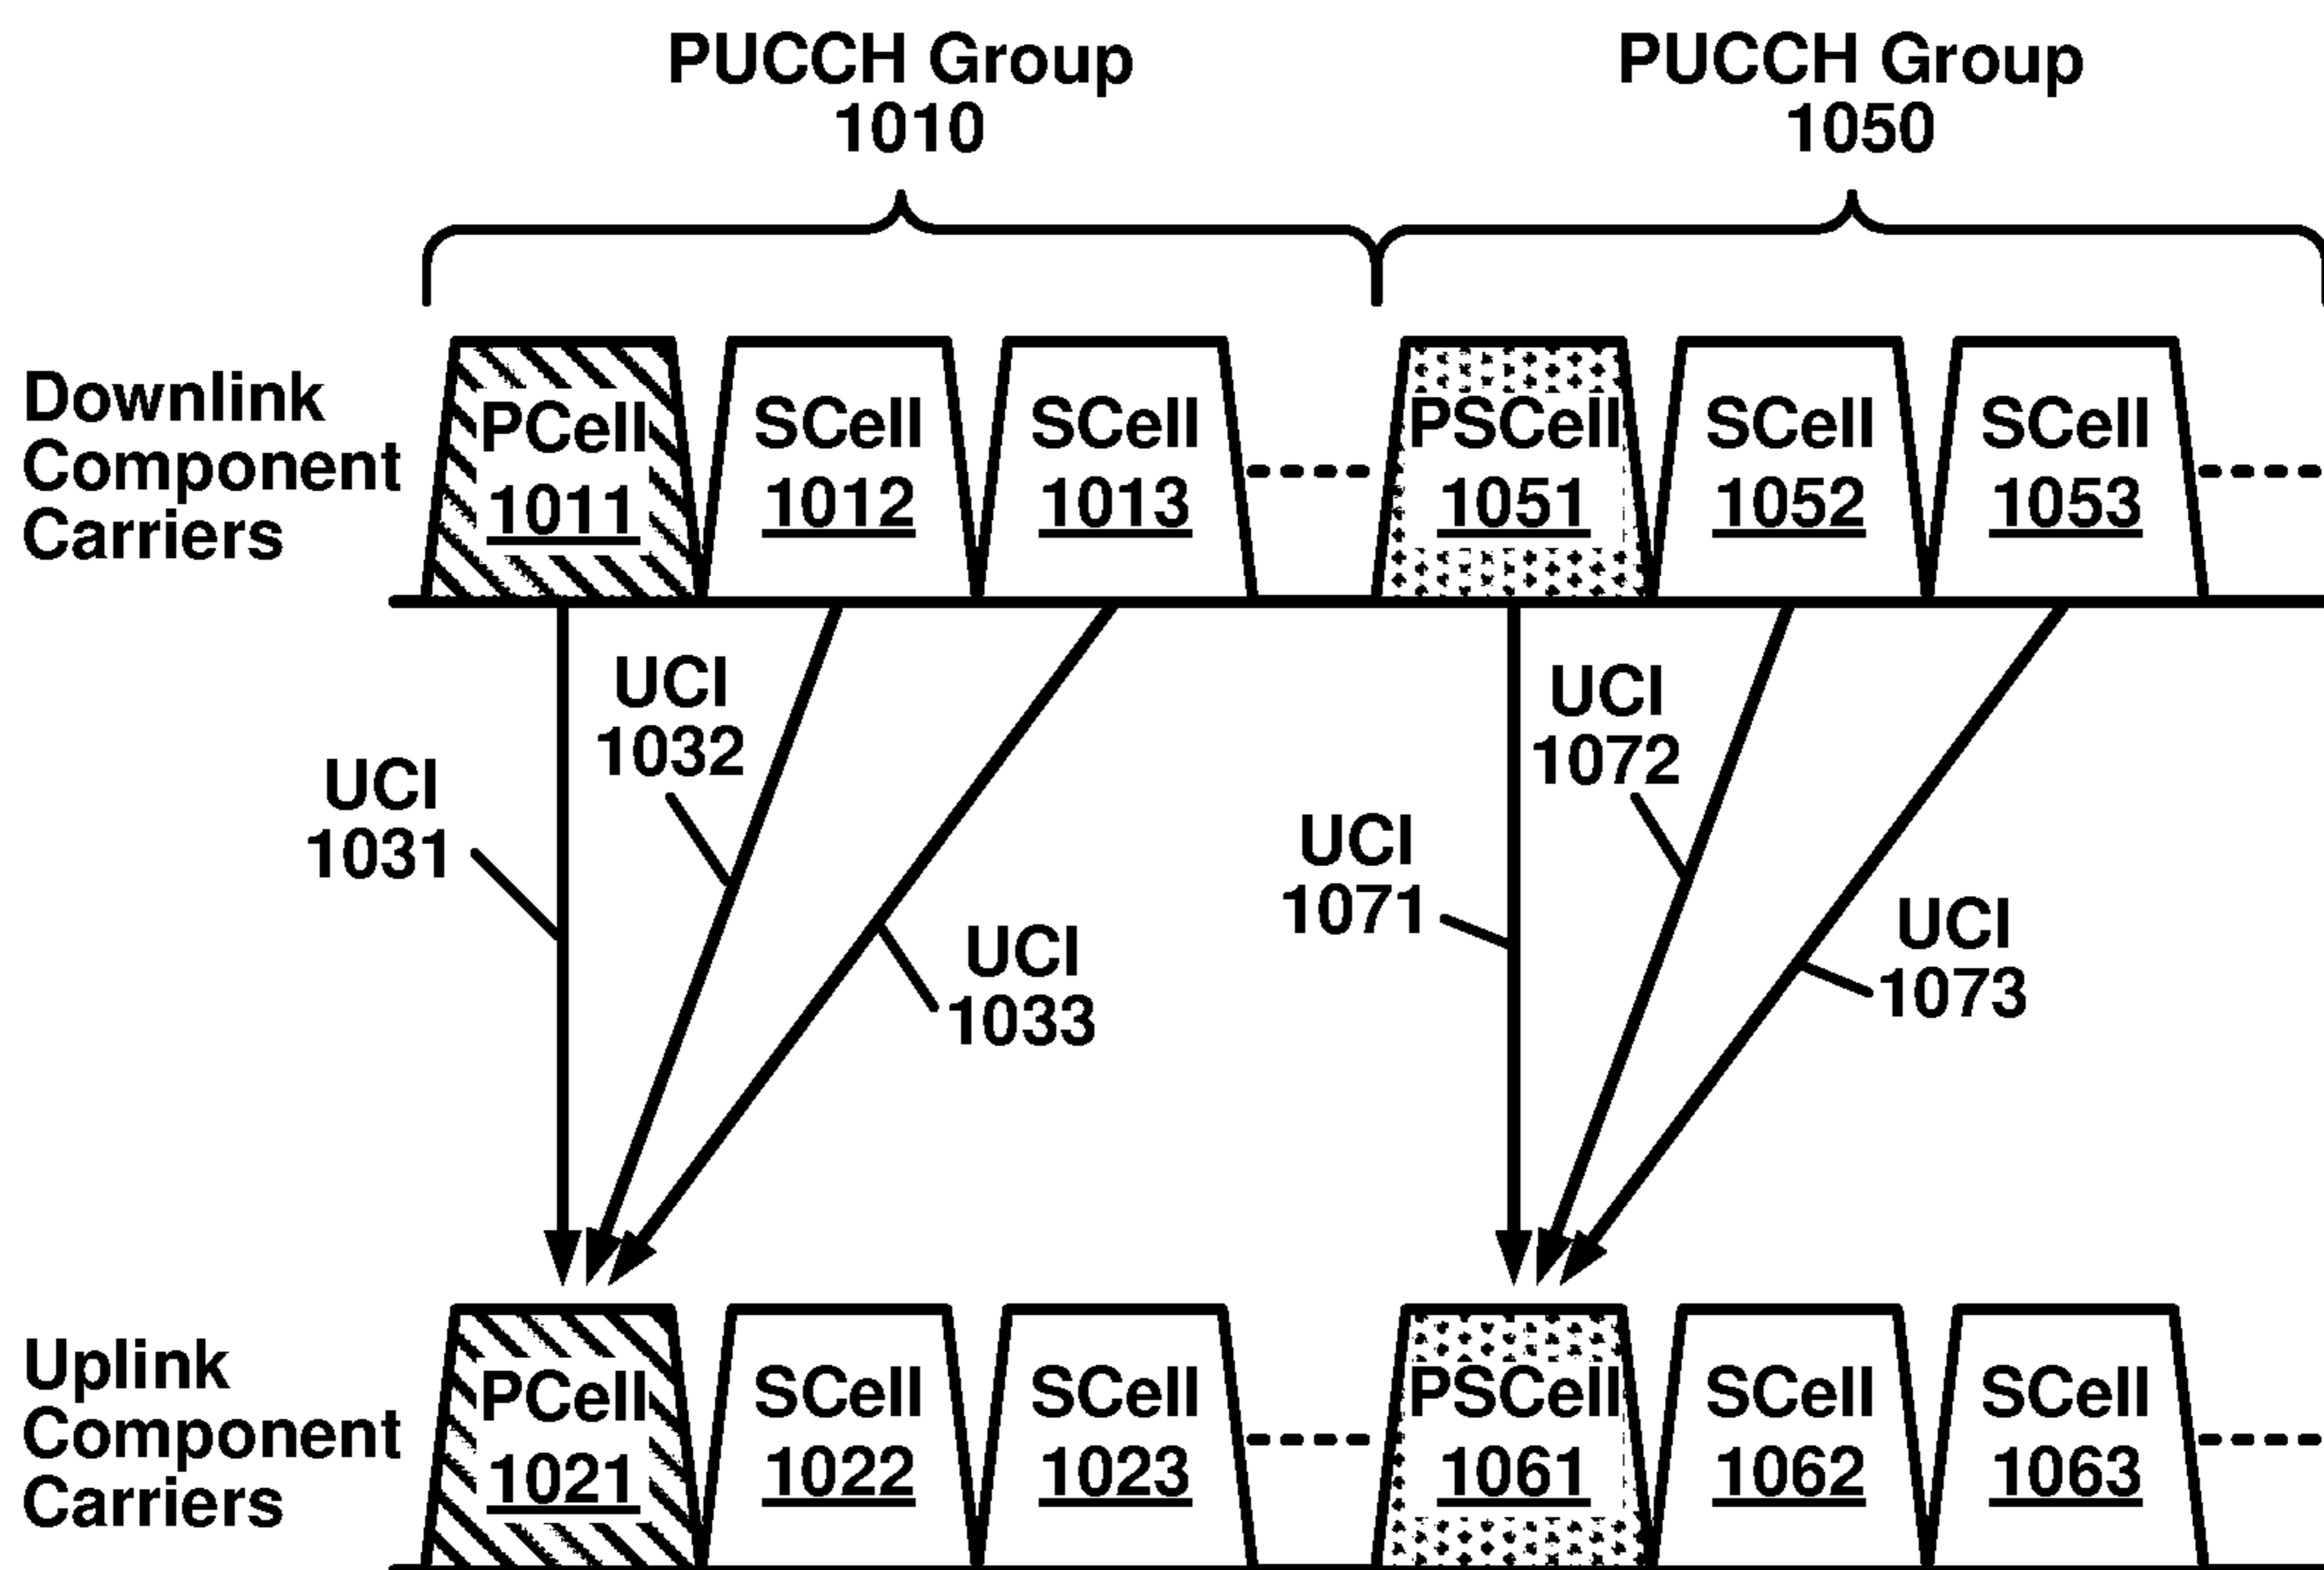 PUCCH Group
1010
PUCCH Group
1050
Downlink
Component
Carriers
PCell
1011
SCell
1012
SCell
1013
PSCell
1051
SCell
1052
SCell
1053
UCI
1031
UCI
1032
UCI
1033
UCI
1071
UCI
1072
UCI
1073
Uplink
Component
Carriers
PCell
1021
SCell
1022
SCell
1023
PSCell
1061
SCell
1062
SCell
1063